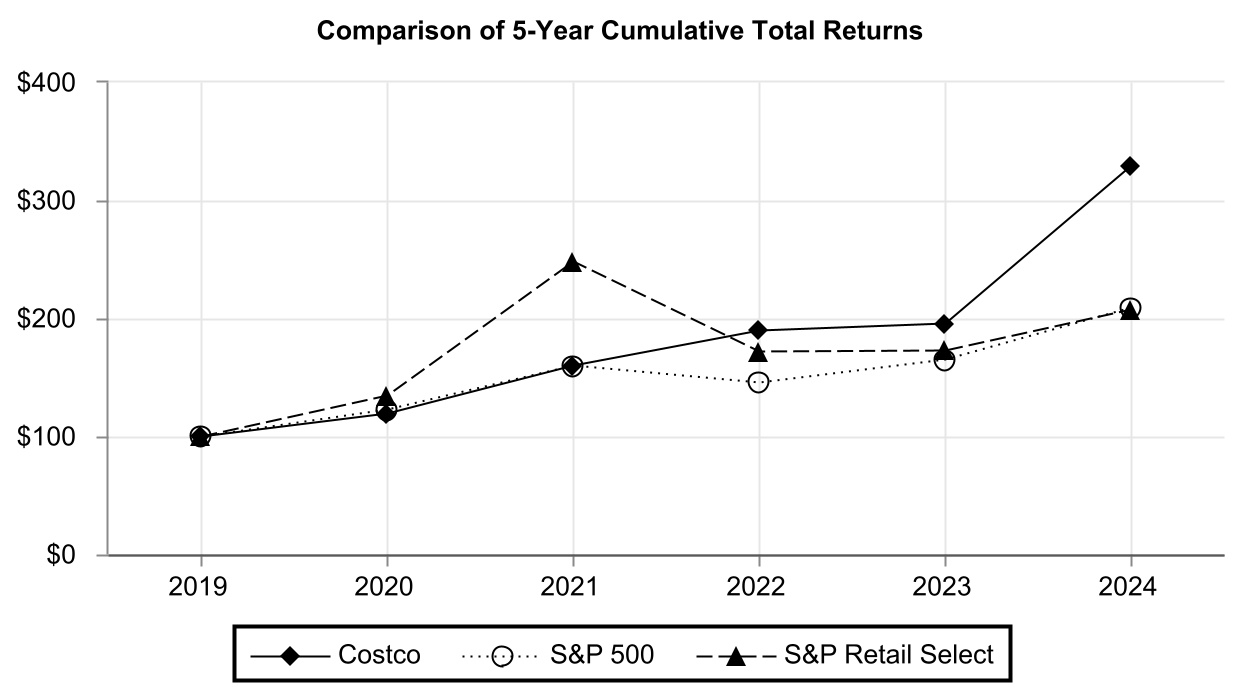 Comparison of 5-Year Cumulative Total Returns
$400
$300
$200
$100
$0
2019 2020 2021 2022 2023 2024
Costco S&P 500 S&P Retail Select